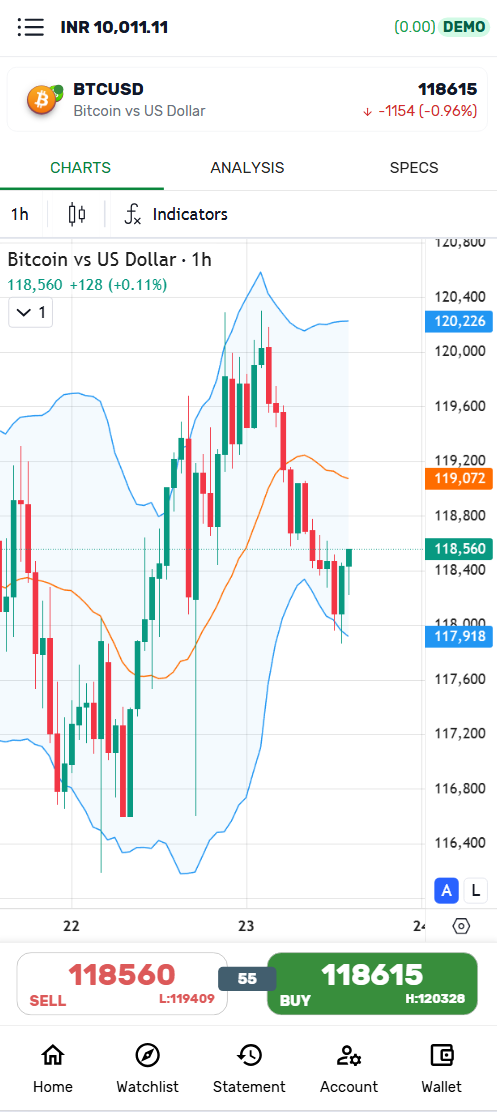 INR 10,011.11
(0.00) DEMO
BTCUSD
118615
Bitcoin vs US Dollar
↓ -1154 (-0.96%)
CHARTS
ANALYSIS
SPECS
1h
fx Indicators
Bitcoin vs US Dollar · 1h
118,560 +128 (+0.11%)
1
120,800
120,400
120,226
120,000
119,600
119,200
119,072
118,800
118,560
118,400
118,000
117,918
117,600
117,200
116,800
116,400
A
L
22
23
24
118560
SELL
L:119409
55
118615
BUY
H:120326
Home
Watchlist
Statement
Account
Wallet